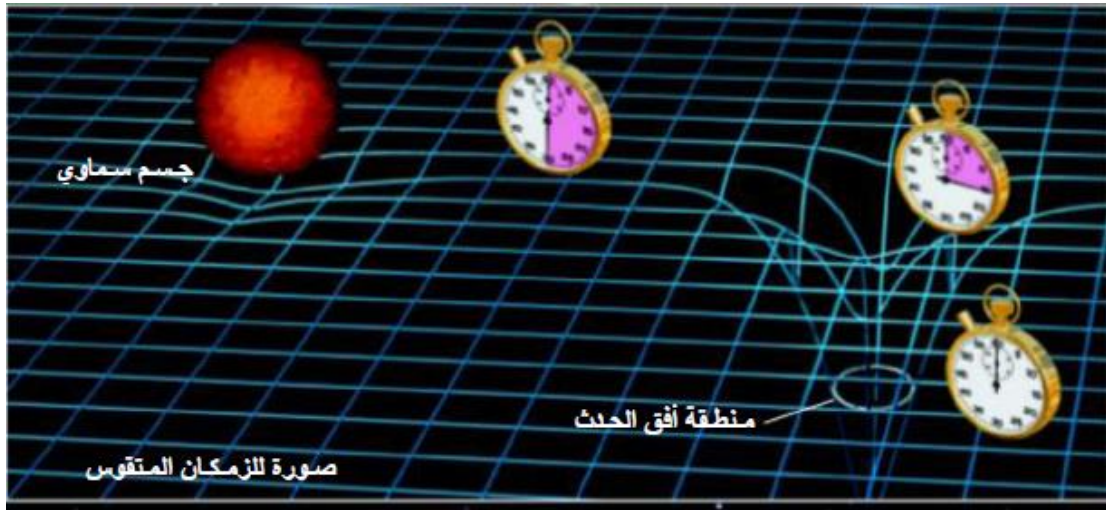 جسم سماوي
منطقة أفق الحدث
صورة للزمكان المتقوس